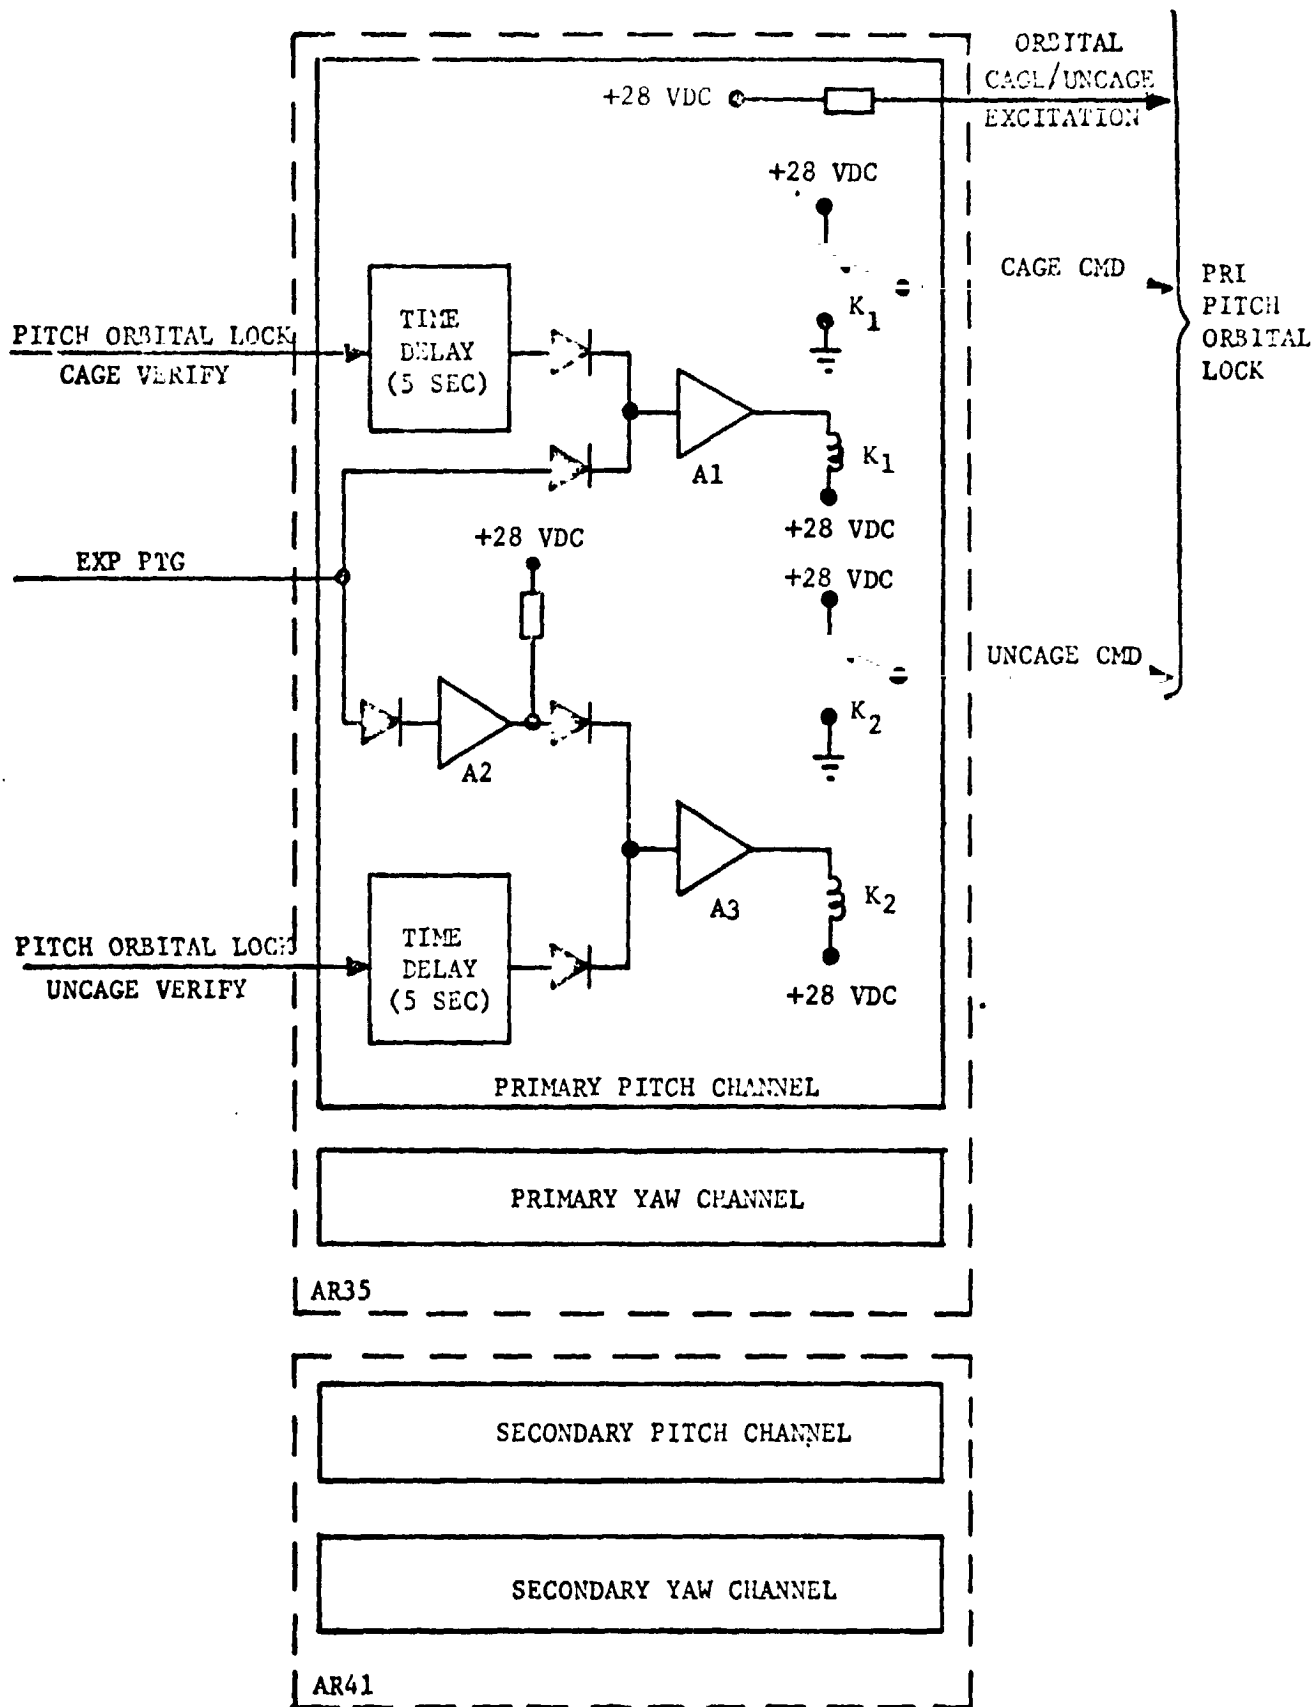 ORBITAL
CAGE/UNCAGE
EXCITATION
+28 VDC
+28 VDC
CAGE CMD
K1
PRI
PITCH
ORBITAL
LOCK
PITCH ORBITAL LOCK
CAGE VERIFY
TIME
DELAY
(5 SEC)
A1
K1
+28 VDC
+28 VDC
+28 VDC
EXP PTG
UNCAGE CMD
K2
A2
A3
K2
+28 VDC
PITCH ORBITAL LOCK
UNCAGE VERIFY
TIME
DELAY
(5 SEC)
PRIMARY PITCH CHANNEL
PRIMARY YAW CHANNEL
AR35
SECONDARY PITCH CHANNEL
SECONDARY YAW CHANNEL
AR41